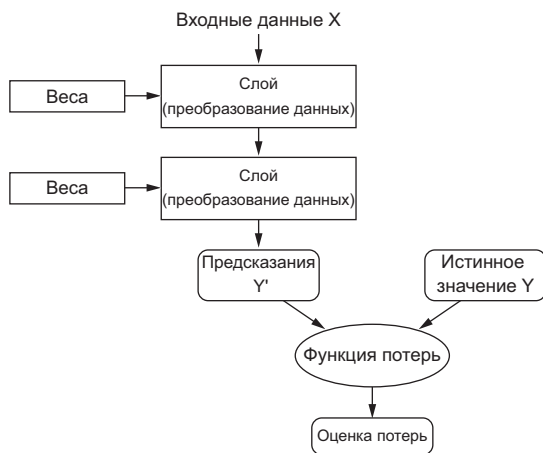 Входные данные X
Слой
(преобразование данных)
Веса
Слой
(преобразование данных)
Веса
Предсказания
Y'
Истинное
значение Y
Функция потерь
Оценка потерь